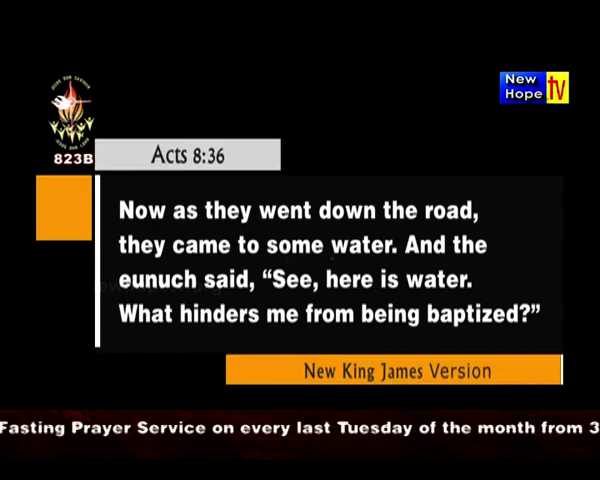 New
Hope
tv
823B
Acts 8:36
Now as they went down the road,
they came to some water. And the
eunuch said, “See, here is water.
What hinders me from being baptized?”
New King James Version
Fasting Prayer Service on every last Tuesday of the month from 3